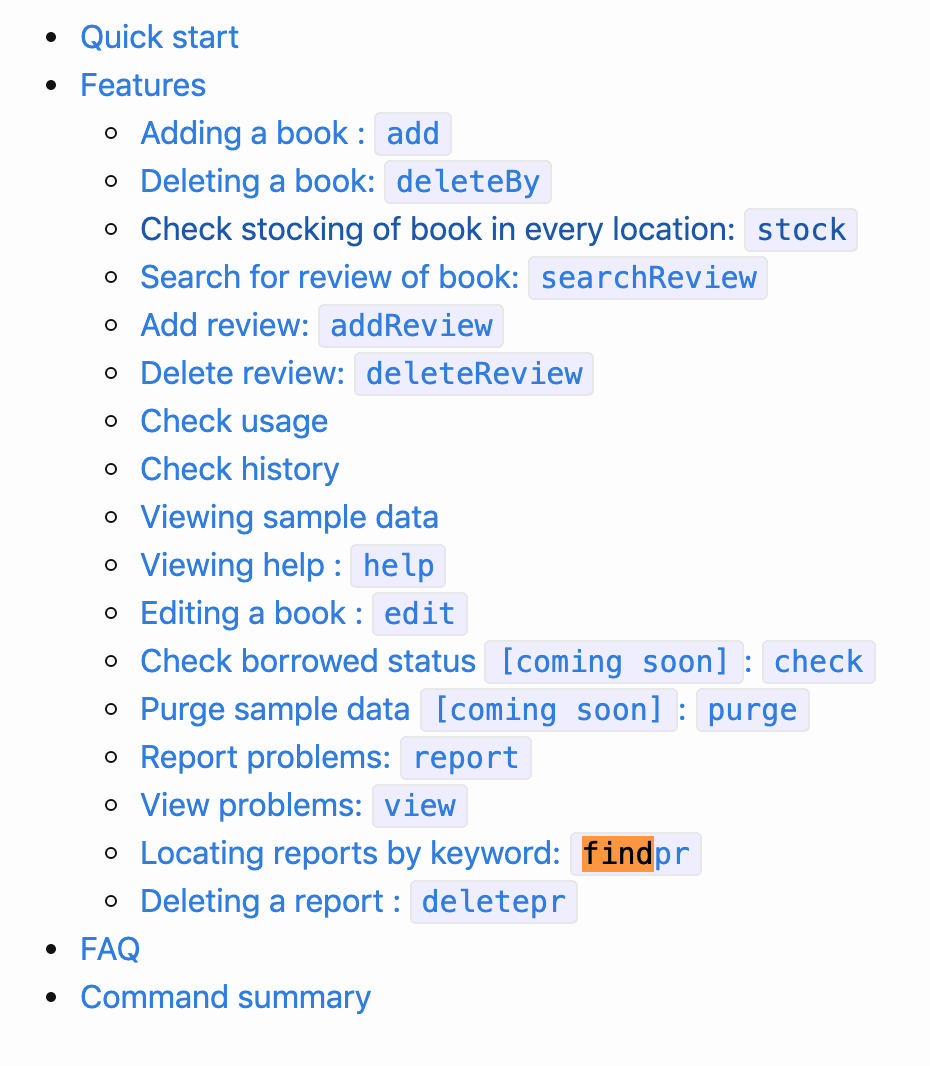 Quick start
Features
Adding a book : add
Deleting a book: deleteBy
Check stocking of book in every location: stock
Search for review of book: searchReview
Add review: addReview
Delete review: deleteReview
Check usage
Check history
Viewing sample data
Viewing help : help
Editing a book : edit
Check borrowed status [coming soon]: check
Purge sample data [coming soon]: purge
Report problems: report
View problems: view
Locating reports by keyword: findpr
Deleting a report : deletepr
FAQ
Command summary